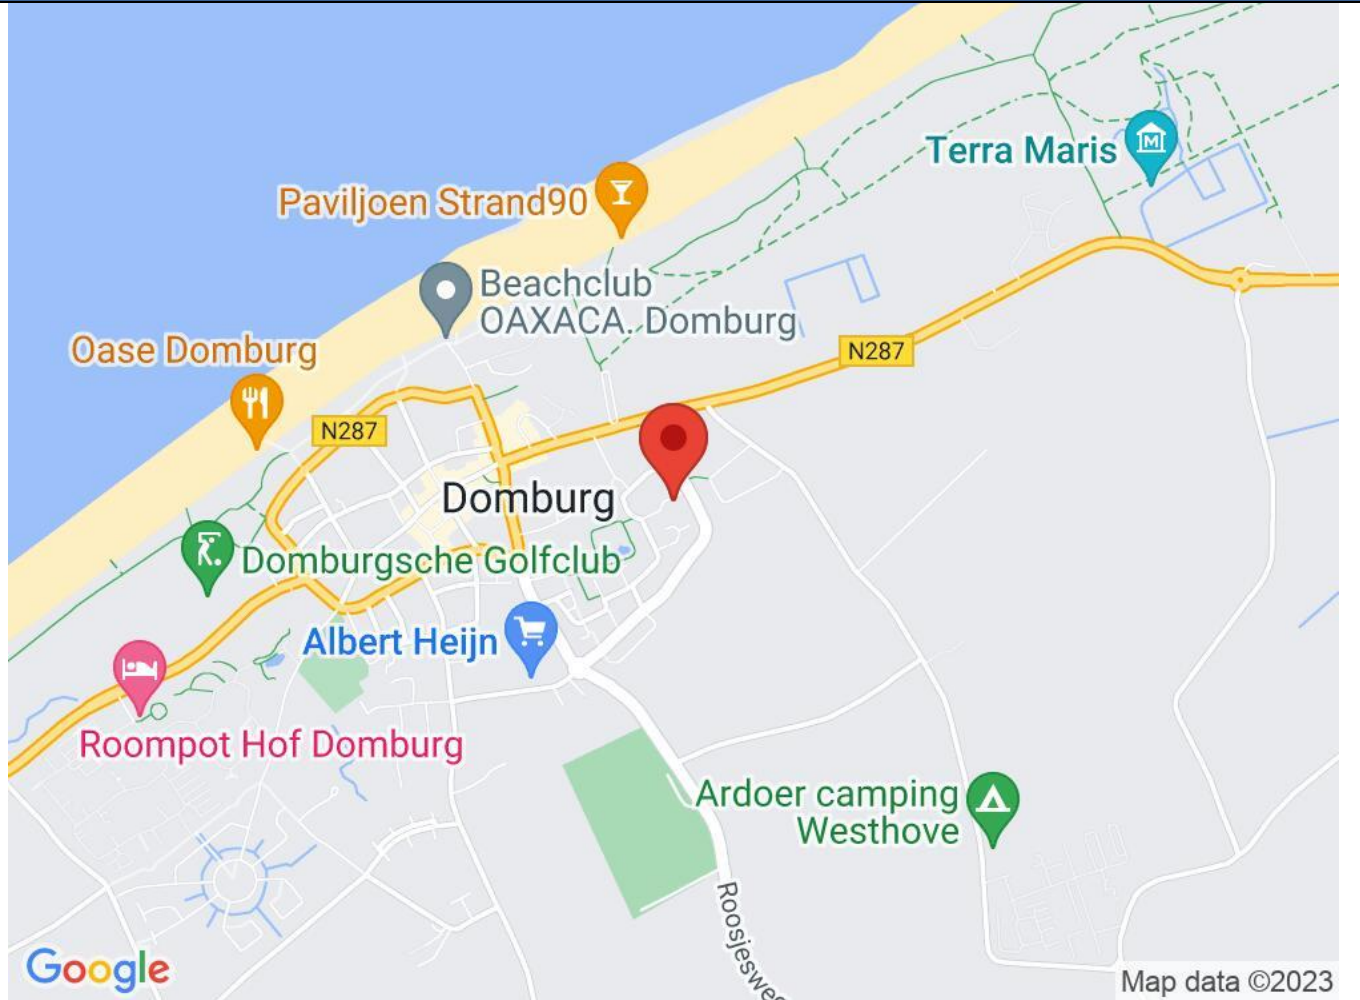 Terra Maris
Paviljoen Strand90
Beachclub
OAXACA. Domburg
Oase Domburg
N287
N287
Domburg
Domburgsche Golfclub
Albert Heijn
Roompot Hof Domburg
Ardoer camping
Westhove
Roosjesweg
Google
Map data ©2023